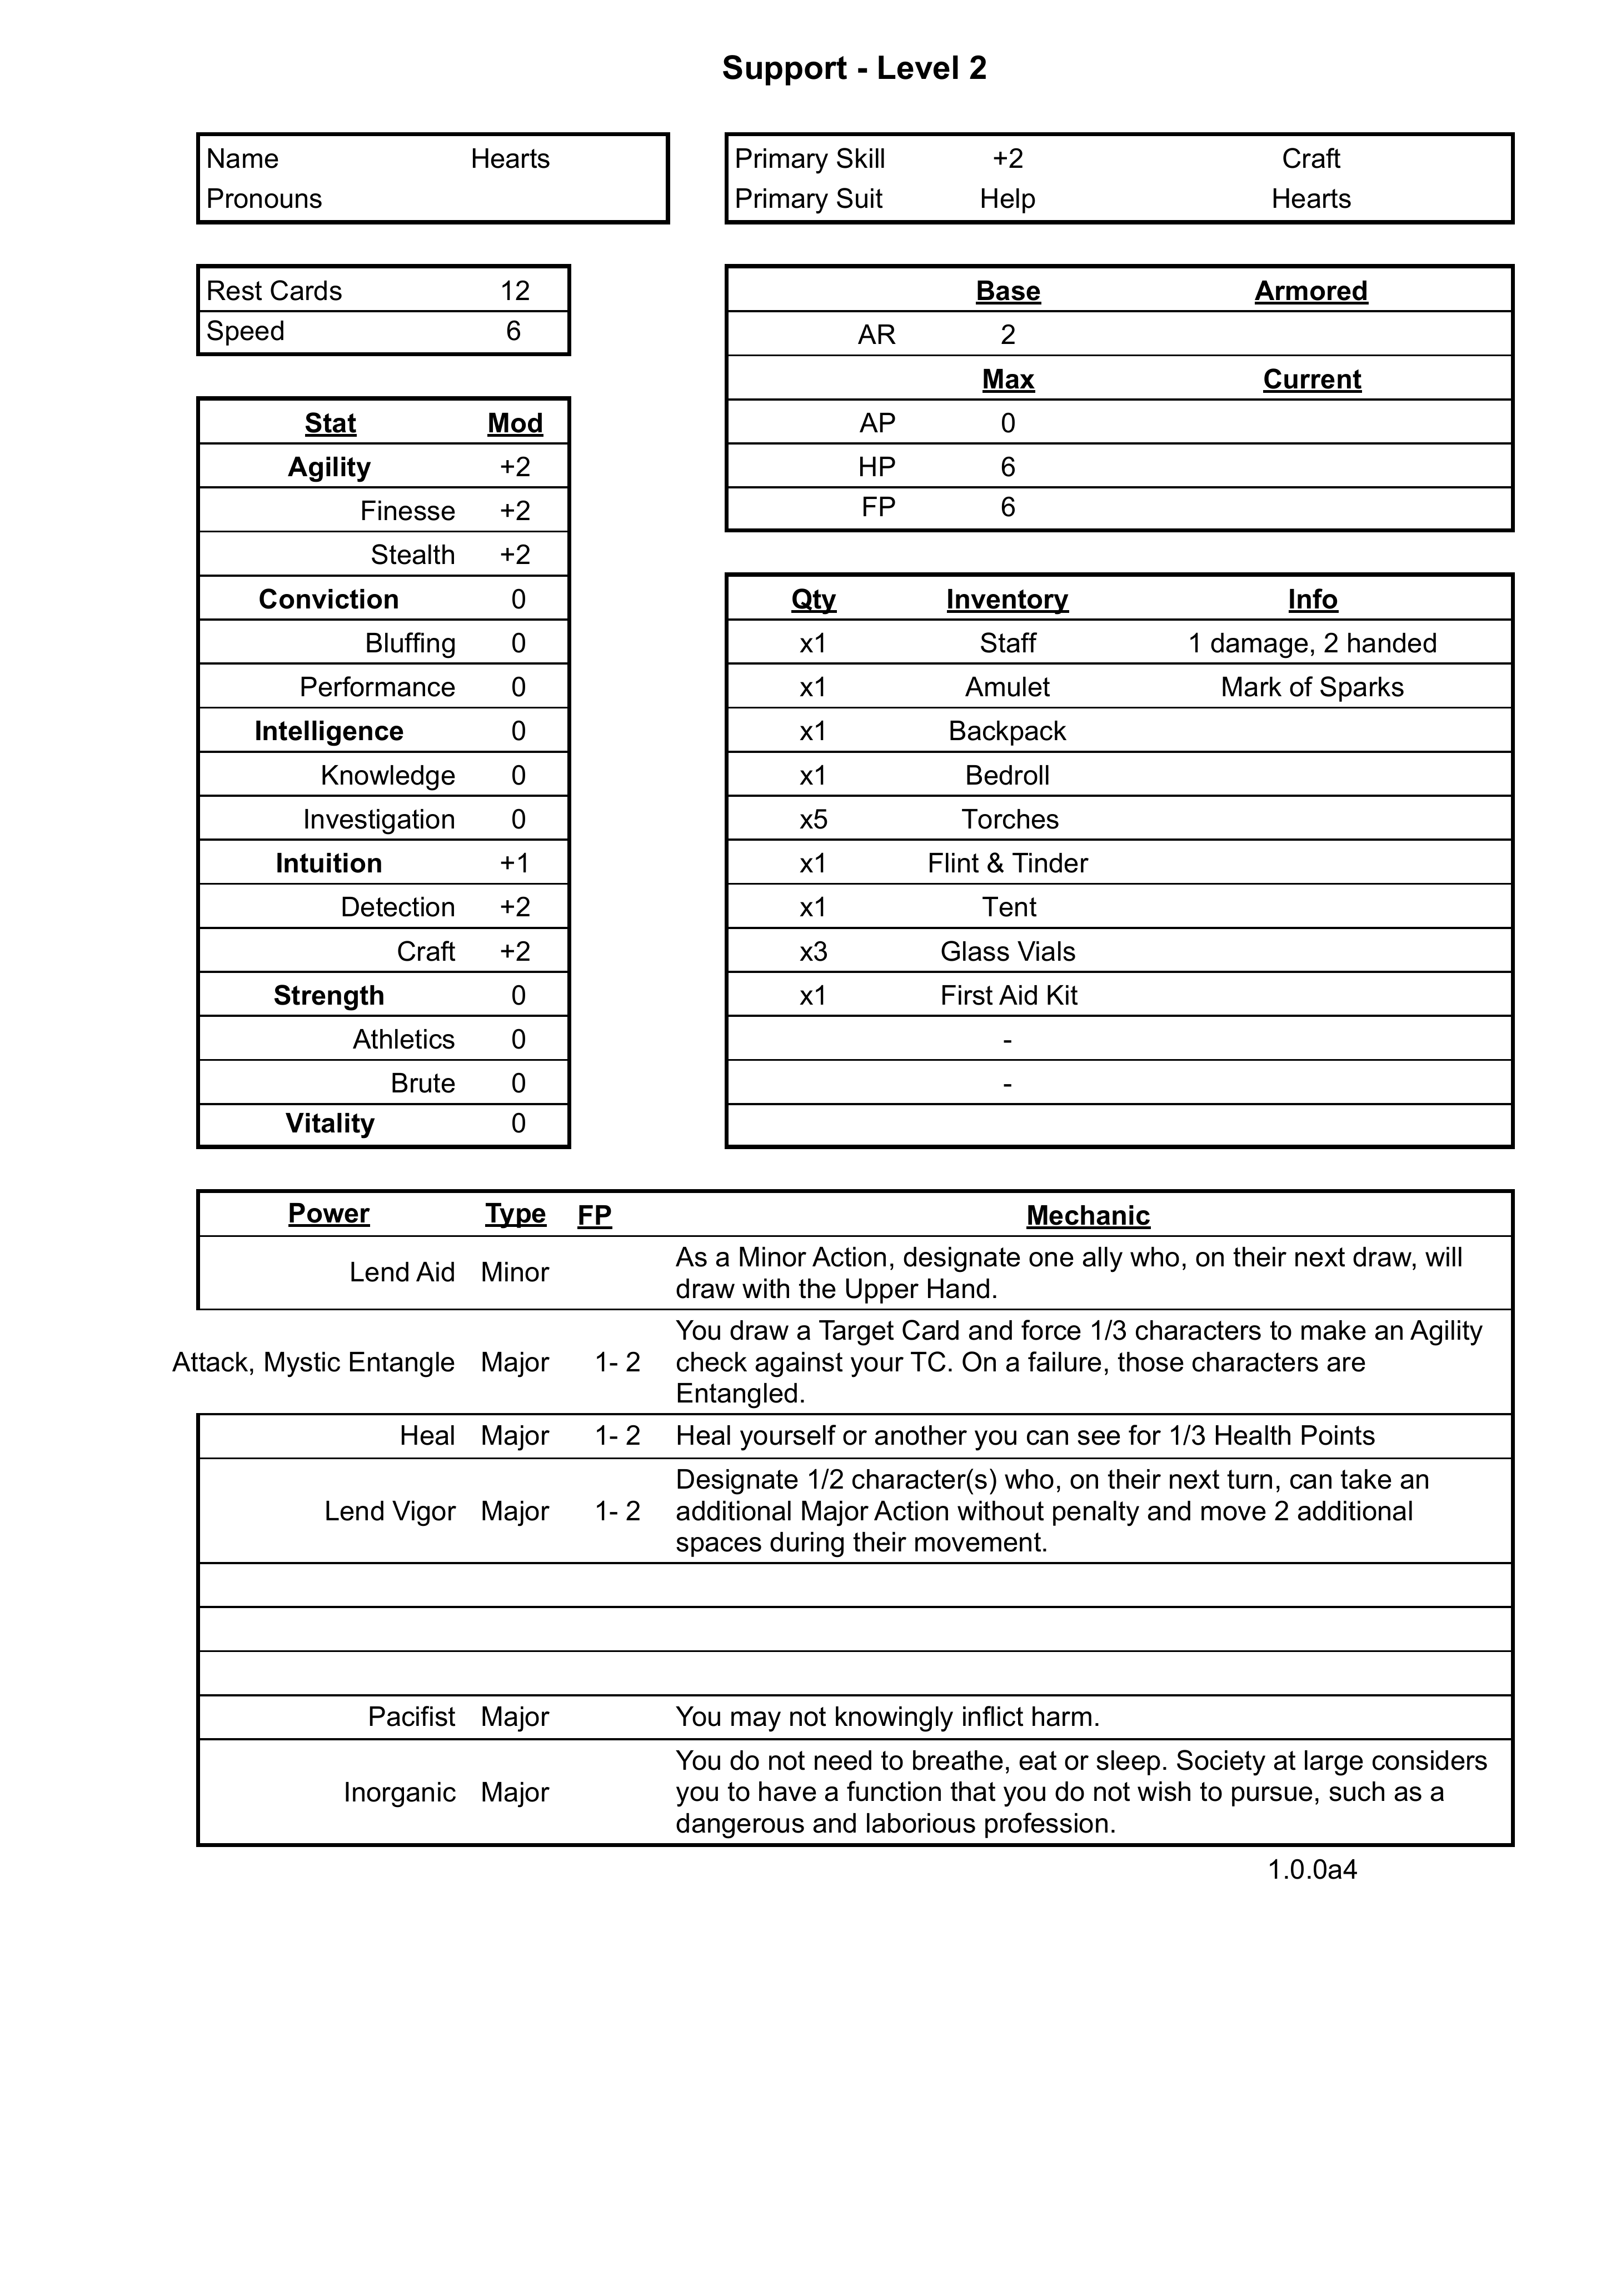 Support - Level 2
Name Hearts
Pronouns
Primary Skill +2 Craft
Primary Suit Help Hearts
Rest Cards 12
Speed 6
Base Armored
AR 2
Max Current
AP 0
HP 6
FP 6
Stat Mod
Agility +2
Finesse +2
Stealth +2
Conviction 0
Bluffing 0
Performance 0
Intelligence 0
Knowledge 0
Investigation 0
Intuition +1
Detection +2
Craft +2
Strength 0
Athletics 0
Brute 0
Vitality 0
Qty Inventory Info
x1 Staff 1 damage, 2 handed
x1 Amulet Mark of Sparks
x1 Backpack
x1 Bedroll
x5 Torches
x1 Flint & Tinder
x1 Tent
x3 Glass Vials
x1 First Aid Kit
-
-
Power Type FP Mechanic
Lend Aid Minor As a Minor Action, designate one ally who, on their next draw, will
draw with the Upper Hand.
You draw a Target Card and force 1/3 characters to make an Agility
Attack, Mystic Entangle Major 1- 2 check against your TC. On a failure, those characters are
Entangled.
Heal Major 1- 2 Heal yourself or another you can see for 1/3 Health Points
Designate 1/2 character(s) who, on their next turn, can take an
Lend Vigor Major 1- 2 additional Major Action without penalty and move 2 additional
spaces during their movement.
Pacifist Major You may not knowingly inflict harm.
You do not need to breathe, eat or sleep. Society at large considers
Inorganic Major you to have a function that you do not wish to pursue, such as a
dangerous and laborious profession.
1.0.0a4